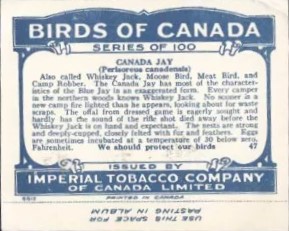 BIRDS OF CANADA
SERIES OF 100
CANADA JAY
(Perisoreus canadensis)
Also called Whiskey Jack, Moose Bird, Meat Bird, and
Camp Robber. The Canada Jay has most of the character-
istics of the Blue Jay in an exaggerated form. Every camper
in the northern woods knows Whiskey Jack. No sooner is a
new camp fire lighted than he appears, looking about for waste
scraps. The offal from dressed game is eagerly sought and
hardly has the sound of the rifle shot died away before the
Whiskey Jack is on hand and expectant. The nests are strong
and deeply-cupped, closely felted with fur and feathers. Eggs
are sometimes incubated at a temperature of 30 below zero,
Fahrenheit. We should protect our birds 47
ISSUED BY
IMPERIAL TOBACCO COMPANY
OF CANADA LIMITED
PRINTED IN CANADA
USE THIS SPACE FOR
PASTING IN ALBUM